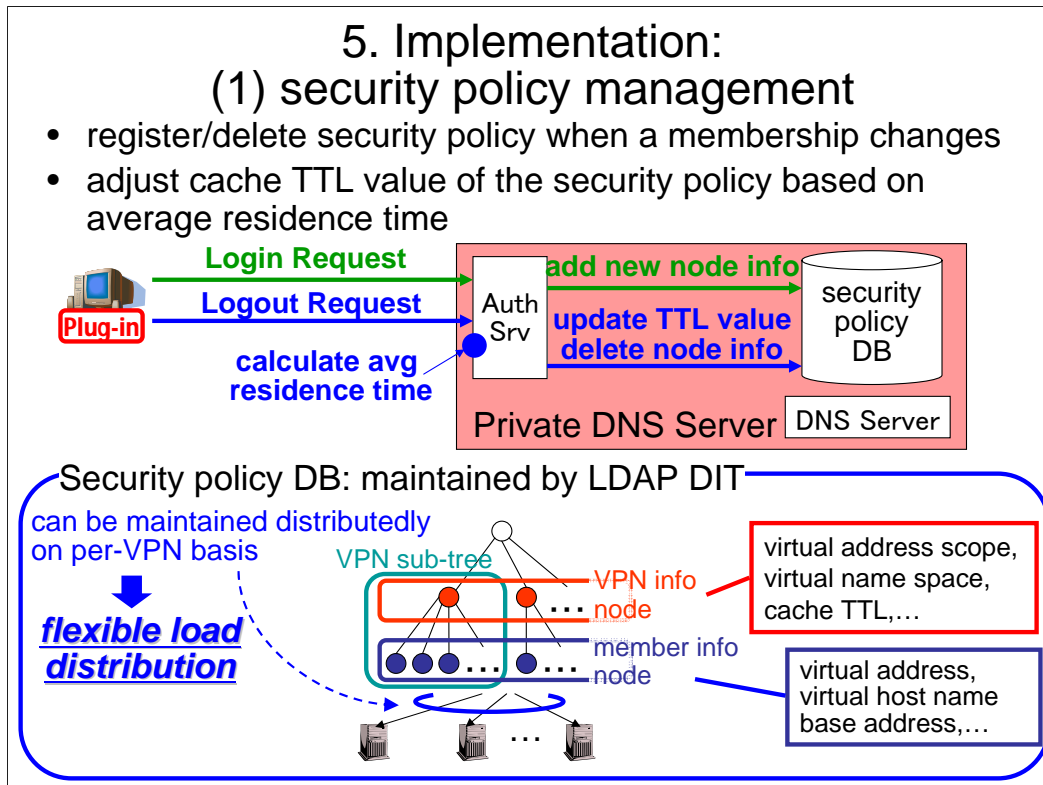 5. Implementation:
(1) security policy management
• register/delete security policy when a membership changes
• adjust cache TTL value of the security policy based on
average residence time
Login Request
Logout Request
Plug-in
calculate avg
residence time
Auth
Srv
add new node info
update TTL value
delete node info
security
policy
DB
Private DNS Server
DNS Server
Security policy DB: maintained by LDAP DIT
can be maintained distributedly
on per-VPN basis
flexible load
distribution
VPN sub-tree
VPN info
node
...
member info
node
...
...
...
virtual address scope,
virtual name space,
cache TTL,...
virtual address,
virtual host name
base address,...